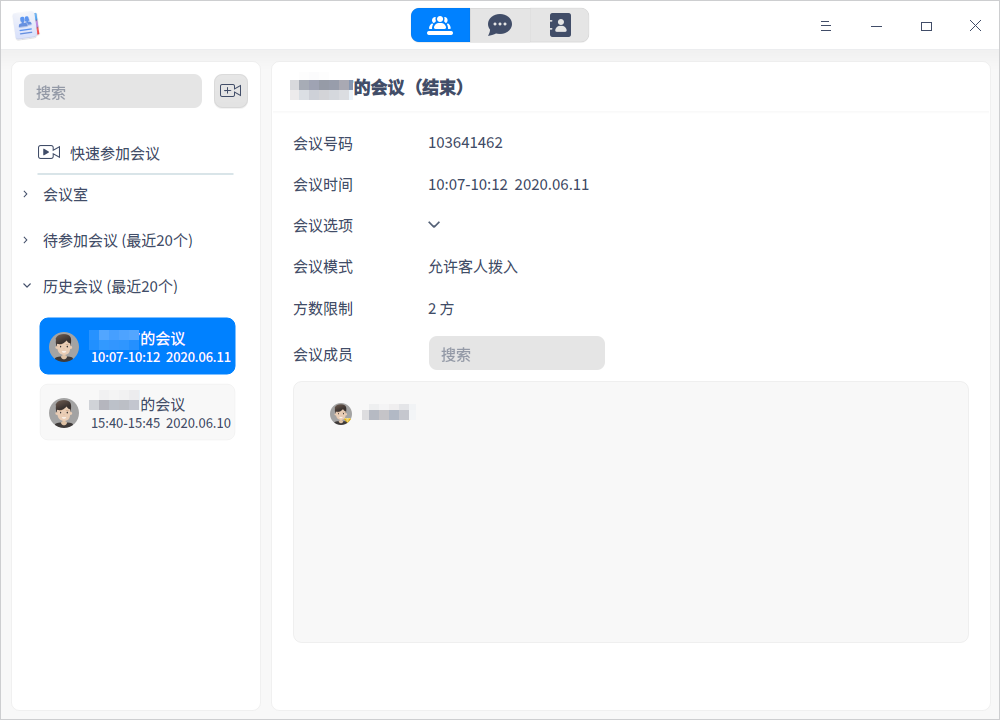 搜索
快速参加会议
会议室
待参加会议 (最近20个)
历史会议 (最近20个)
的会议
10:07-10:12 2020.06.11
的会议
15:40-15:45 2020.06.10
的会议（结束）
会议号码 103641462
会议时间 10:07-10:12 2020.06.11
会议选项
会议模式 允许客人拨入
方数限制 2 方
会议成员 搜索